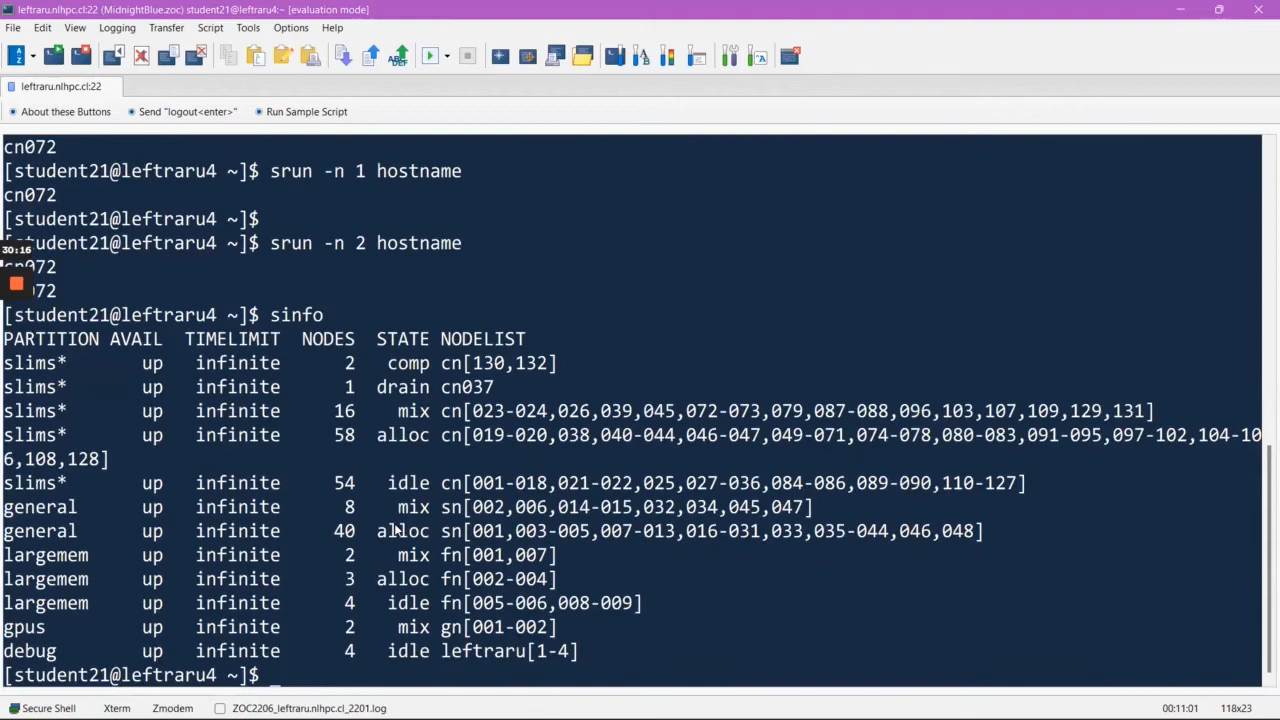 leftraru.nlhpc.cl:22 (MidnightBlue.zoc) student21@leftraru4:~ [evaluation mode]
File Edit View Logging Transfer Script Tools Options Help
leftraru.nlhpc.cl:22
About these Buttons Send "logout<enter>" Run Sample Script
cn072
[student21@leftraru4 ~]$ srun -n 1 hostname
cn072
[student21@leftraru4 ~]$
[student21@leftraru4 ~]$ srun -n 2 hostname
30:16
cn072
072
[student21@leftraru4 ~]$ sinfo
PARTITION AVAIL TIMELIMIT NODES STATE NODELIST
slims* up infinite 2 comp cn[130,132]
slims* up infinite 1 drain cn037
slims* up infinite 16 mix cn[023-024,026,039,045,072-073,079,087-088,096,103,107,109,129,131]
slims* up infinite 58 alloc cn[019-020,038,040-044,046-047,049-071,074-078,080-083,091-095,097-102,104-10
6,108,128]
slims* up infinite 54 idle cn[001-018,021-022,025,027-036,084-086,089-090,110-127]
general up infinite 8 mix sn[002,006,014-015,032,034,045,047]
general up infinite 40 alloc sn[001,003-005,007-013,016-031,033,035-044,046,048]
largemem up infinite 2 mix fn[001,007]
largemem up infinite 3 alloc fn[002-004]
largemem up infinite 4 idle fn[005-006,008-009]
gpus up infinite 2 mix gn[001-002]
debug up infinite 4 idle leftraru[1-4]
[student21@leftraru4 ~]$
Secure Shell Xterm Zmodem ZOC2206_leftraru.nlhpc.cl_2201.log 00:11:01 118x23